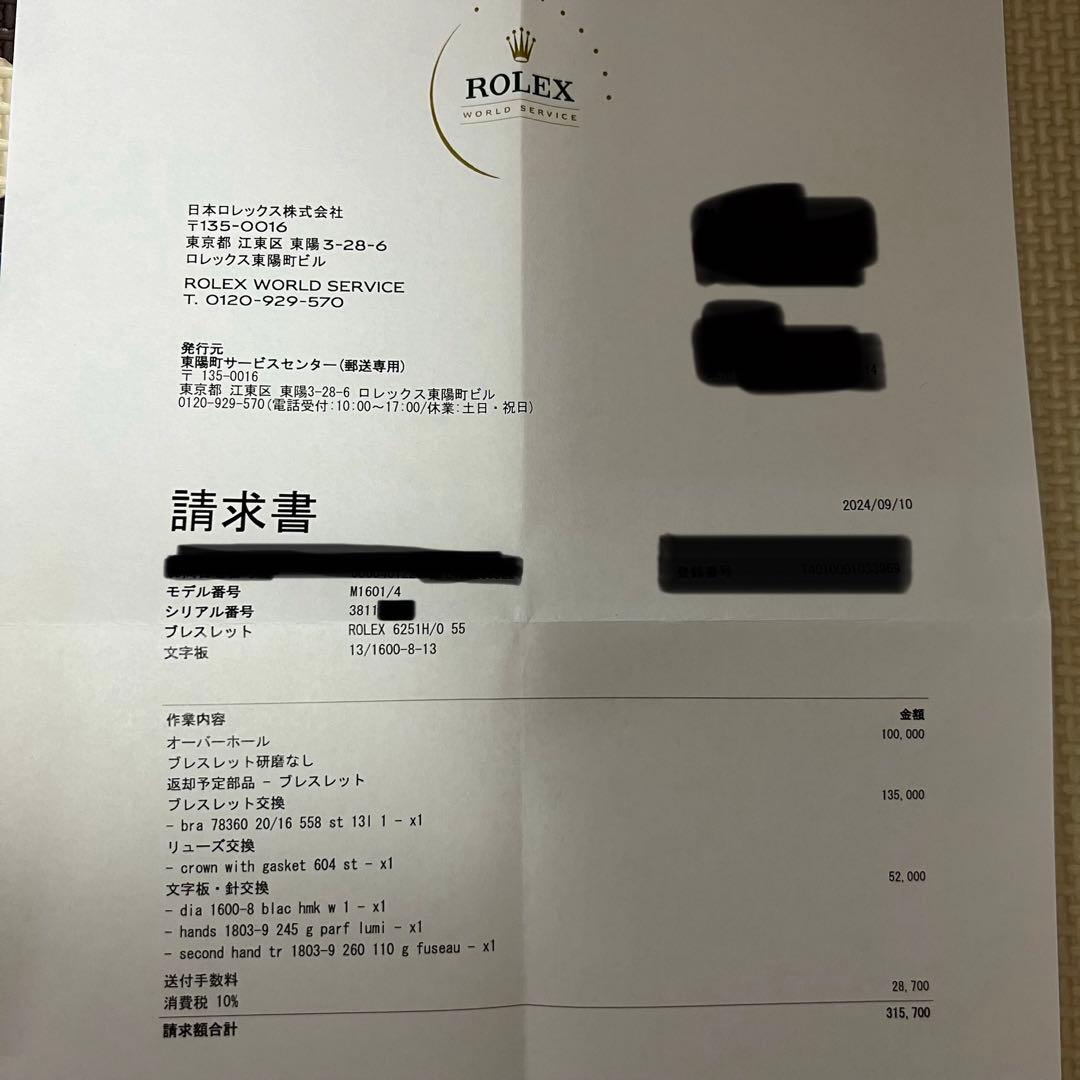 ROLEX
WORLD SERVICE
日本ロレックス株式会社
〒135-0016
東京都 江東区 東陽3-28-6
ロレックス東陽町ビル
ROLEX WORLD SERVICE
T. 0120-929-570
発行元
東陽町サービスセンター(郵送専用)
〒 135-0016
東京都 江東区 東陽3-28-6 ロレックス東陽町ビル
0120-929-570(電話受付:10:00～17:00/休業:土日・祝日)
請求書
2024/09/10
登録番号
モデル番号 M1601/4
シリアル番号 3811
ブレスレット ROLEX 6251H/0 55
文字板 13/1600-8-13
作業内容 金額
オーバーホール 100,000
ブレスレット研磨なし
返却予定部品 - ブレスレット
ブレスレット交換 135,000
- bra 78360 20/16 558 st 13l 1 - x1
リューズ交換
- crown with gasket 604 st - x1
文字板・針交換 52,000
- dia 1600-8 blac hmk w 1 - x1
- hands 1803-9 245 g parf lumi - x1
- second hand tr 1803-9 260 110 g fuseau - x1
送付手数料
消費税 10% 28,700
請求額合計 315,700